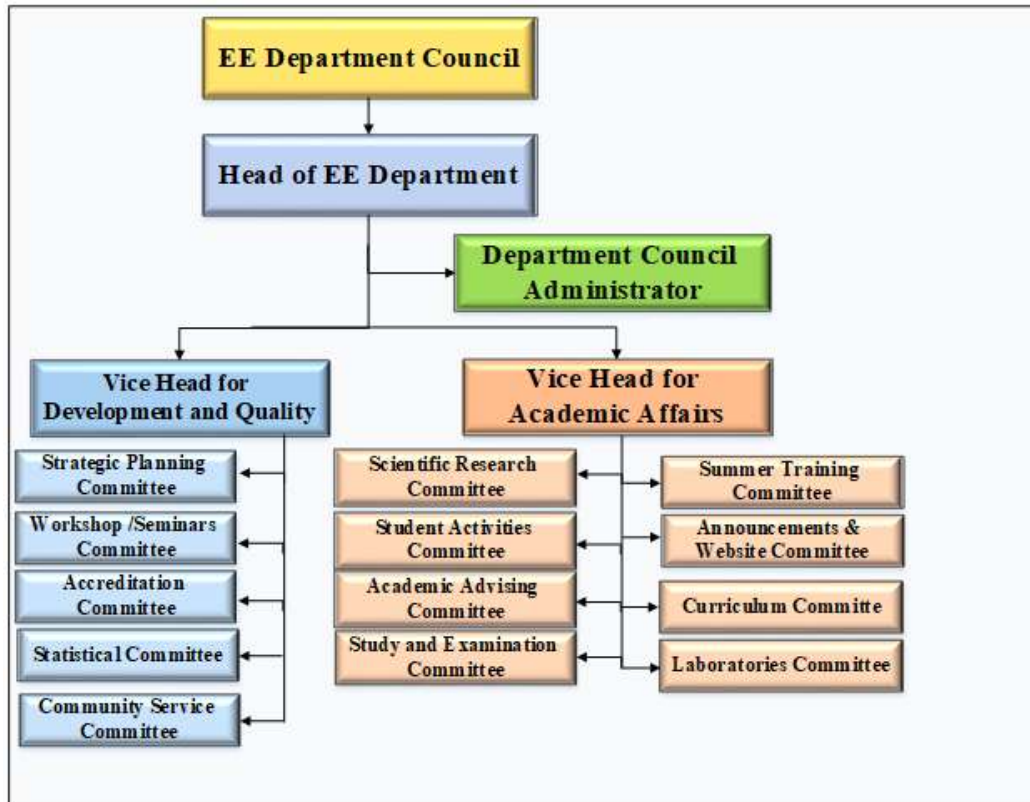 EE Department Council
Head of EE Department
Department Council
Administrator
Vice Head for
Development and Quality
Vice Head for
Academic Affairs
Strategic Planning
Committee
Workshop /Seminars
Committee
Accreditation
Committee
Statistical Committee
Community Service
Committee
Scientific Research
Committee
Student Activities
Committee
Academic Advising
Committee
Study and Examination
Committee
Summer Training
Committee
Announcements &
Website Committee
Curriculum Committe
Laboratories Committee